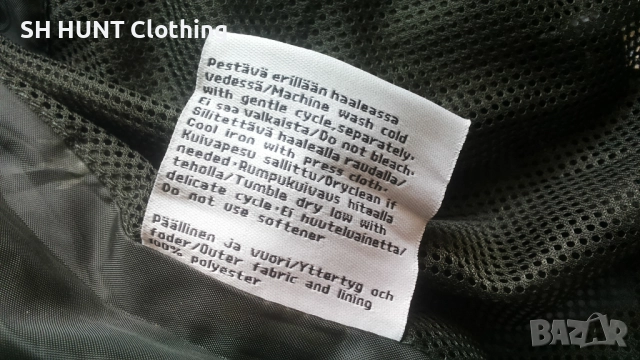 SH HUNT Clothing
Pestävä erillään haaleassa
Vedessä/Machine wash cold
with gentle cycle,separately.
Ei saa Valkaista/Do not bleach.
Silitettävä haalealla raudalla/
Cool iron with press cloth.
Kuivapesu sallittu/Dryclean if
needed.Rumpukuivaus hitaalla
teholla/Tumble dry low with
delicate cycle.Ei huuteluvainetta/
Do not use softener
päällinen ja vuori/Yttertyg och
foder/Outer fabric and lining
100% polyester
BAZAR